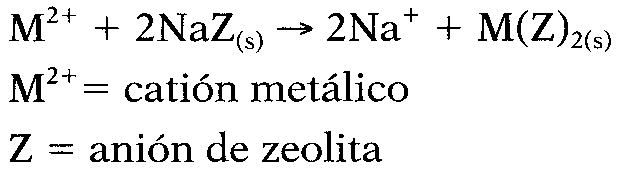 M²⁺ + 2NaZ₍ₛ₎ → 2Na⁺ + M(Z)₂₍ₛ₎
M²⁺ = catión metálico
Z = anión de zeolita